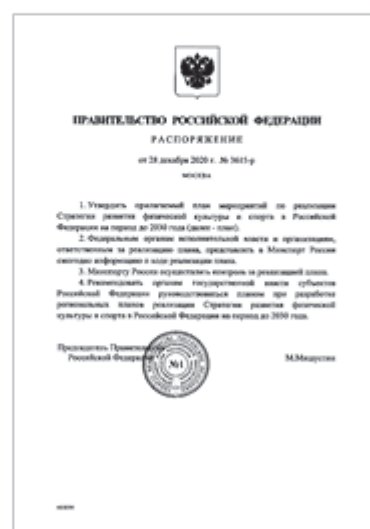 ПРАВИТЕЛЬСТВО РОССИЙСКОЙ ФЕДЕРАЦИИ
РАСПОРЯЖЕНИЕ
от 28 декабря 2020 г. № 3615-р
МОСКВА
1. Утвердить прилагаемый план мероприятий по реализации
Стратегии развития физической культуры и спорта в Российской
Федерации на период до 2030 года (далее - план).
2. Федеральным органам исполнительной власти и организациям,
ответственным за реализацию плана, представлять в Минспорт России
ежегодно информацию о ходе реализации плана.
3. Минспорту России осуществлять контроль за реализацией плана.
4. Рекомендовать органам государственной власти субъектов
Российской Федерации руководствоваться планом при разработке
региональных планов реализации Стратегии развития физической
культуры и спорта в Российской Федерации на период до 2030 года.
Председатель Правительства
Российской Федерации
М.Мишустин
№1